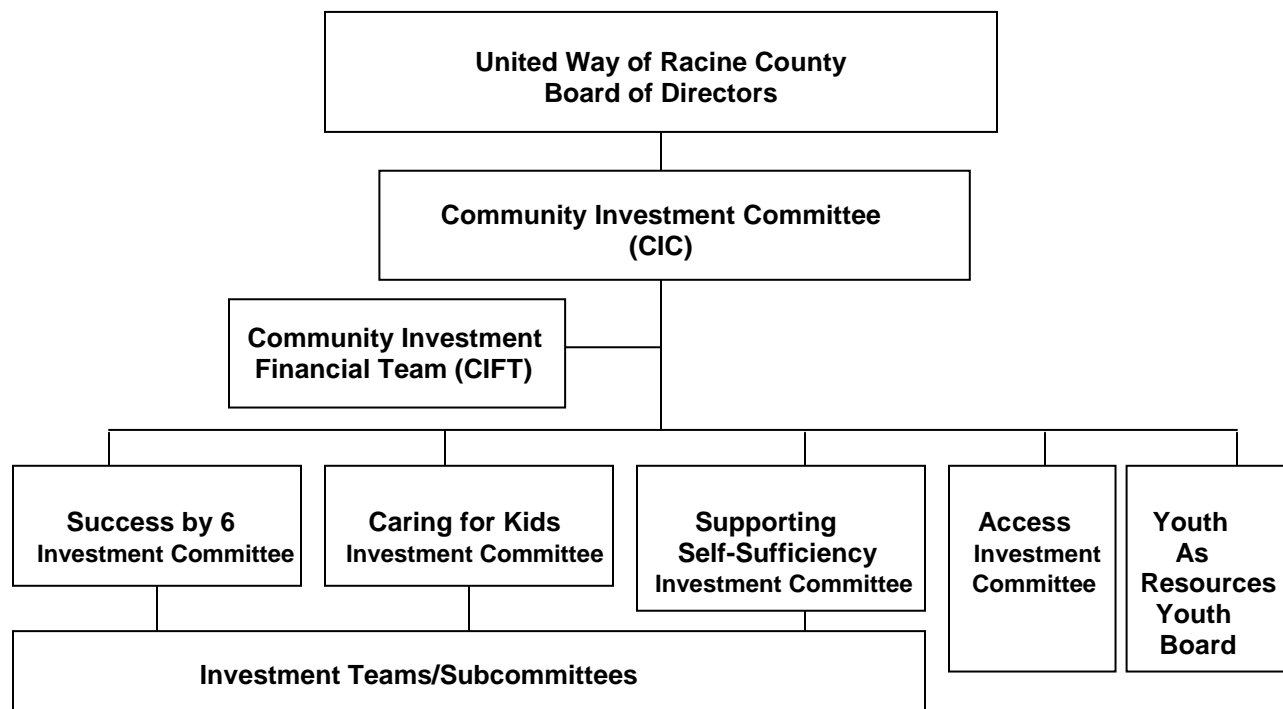 United Way of Racine County
Board of Directors
Community Investment Committee
(CIC)
Community Investment
Financial Team (CIFT)
Success by 6
Investment Committee
Caring for Kids
Investment Committee
Supporting
Self-Sufficiency
Investment Committee
Access
Investment
Committee
Youth
As
Resources
Youth
Board
Investment Teams/Subcommittees